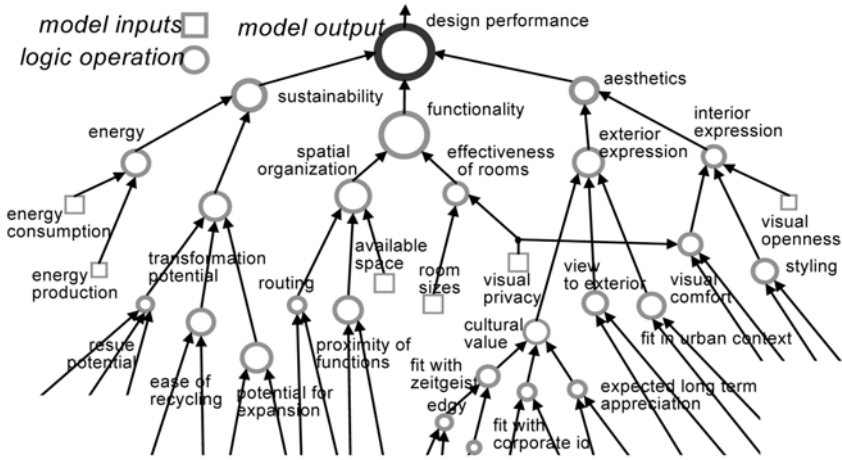 model inputs
model output
design performance
logic operation
sustainability
functionality
aesthetics
energy
spatial
organization
effectiveness
of rooms
exterior
expression
interior
expression
energy
consumption
visual
openness
energy
production
transformation
potential
routing
available
space
room
sizes
visual
privacy
view
to exterior
visual
comfort
styling
resue
potential
ease of
recycling
potential for
expansion
proximity of
functions
cultural
value
fit in urban context
fit with
zeitgeist
edgy
fit with
corporate id
expected long term
appreciation